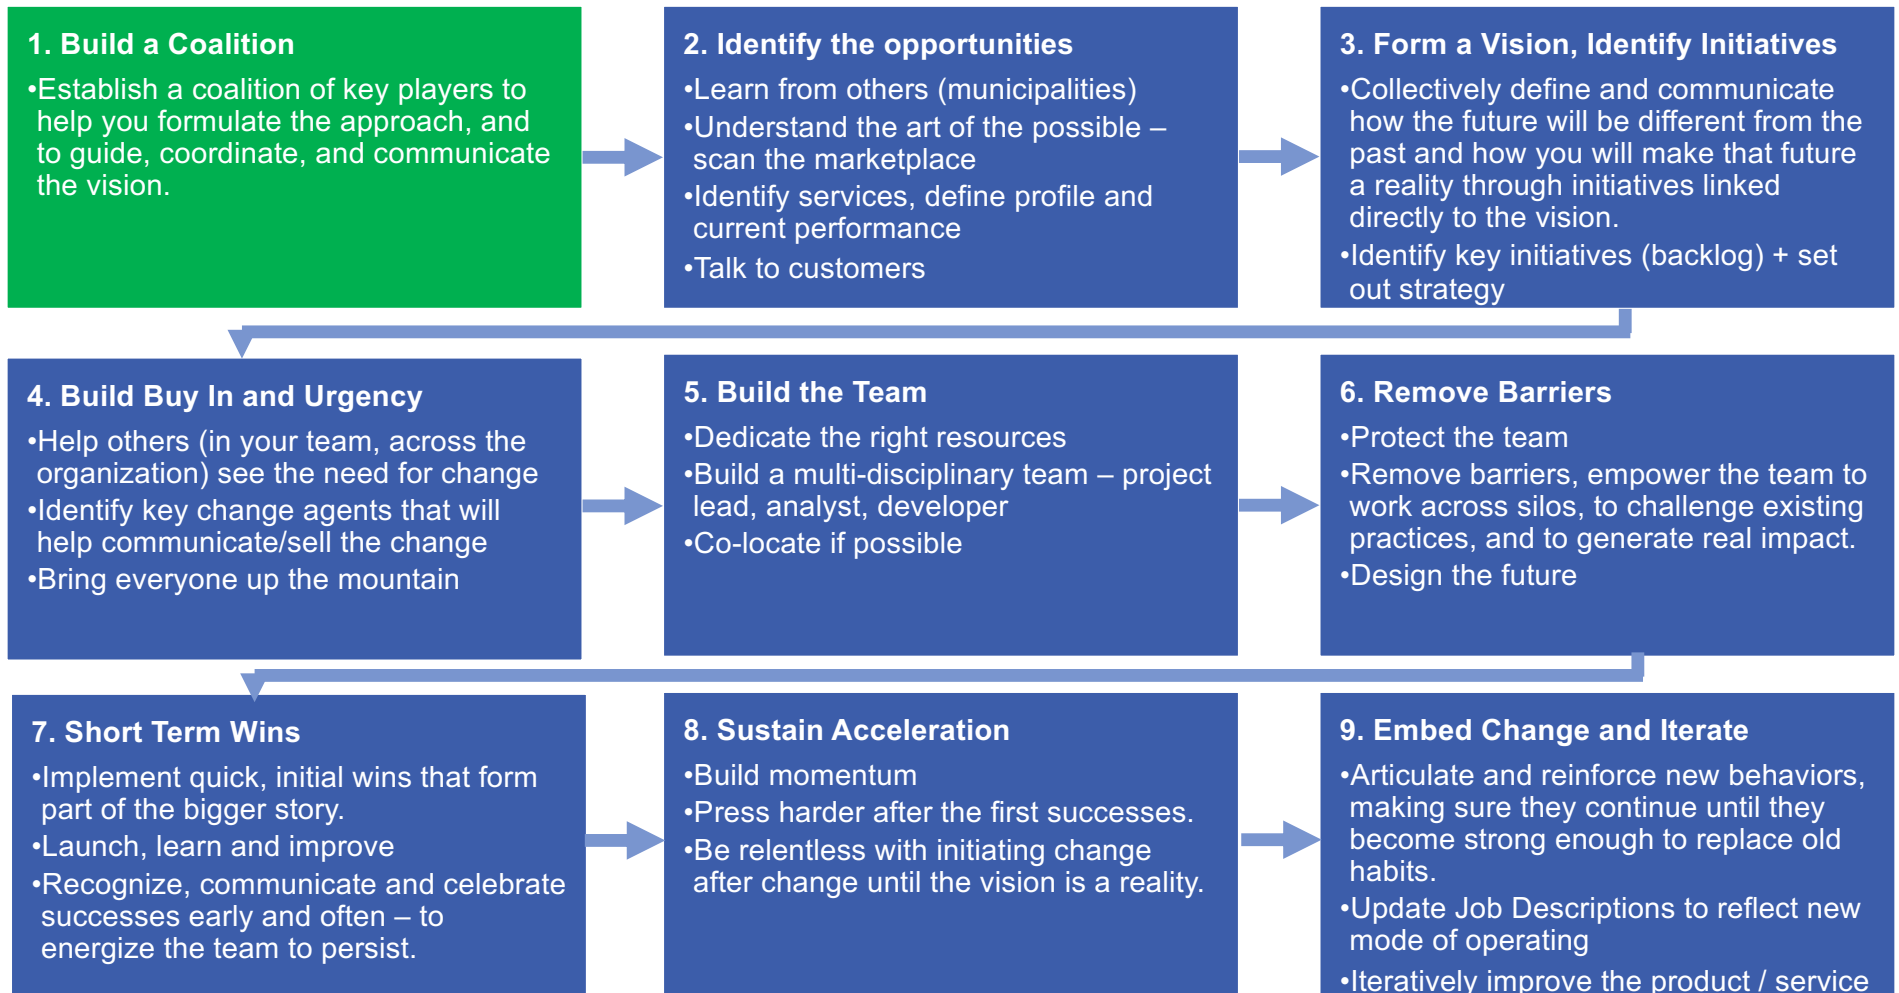 1. Build a Coalition
•Establish a coalition of key players to
help you formulate the approach, and
to guide, coordinate, and communicate
the vision.
2. Identify the opportunities
•Learn from others (municipalities)
•Understand the art of the possible –
scan the marketplace
•Identify services, define profile and
current performance
•Talk to customers
3. Form a Vision, Identify Initiatives
•Collectively define and communicate
how the future will be different from the
past and how you will make that future
a reality through initiatives linked
directly to the vision.
•Identify key initiatives (backlog) + set
out strategy
4. Build Buy In and Urgency
•Help others (in your team, across the
organization) see the need for change
•Identify key change agents that will
help communicate/sell the change
•Bring everyone up the mountain
5. Build the Team
•Dedicate the right resources
•Build a multi-disciplinary team – project
lead, analyst, developer
•Co-locate if possible
6. Remove Barriers
•Protect the team
•Remove barriers, empower the team to
work across silos, to challenge existing
practices, and to generate real impact.
•Design the future
7. Short Term Wins
•Implement quick, initial wins that form
part of the bigger story.
•Launch, learn and improve
•Recognize, communicate and celebrate
successes early and often – to
energize the team to persist.
8. Sustain Acceleration
•Build momentum
•Press harder after the first successes.
•Be relentless with initiating change
after change until the vision is a reality.
9. Embed Change and Iterate
•Articulate and reinforce new behaviors,
making sure they continue until they
become strong enough to replace old
habits.
•Update Job Descriptions to reflect new
mode of operating
•Iteratively improve the product / service